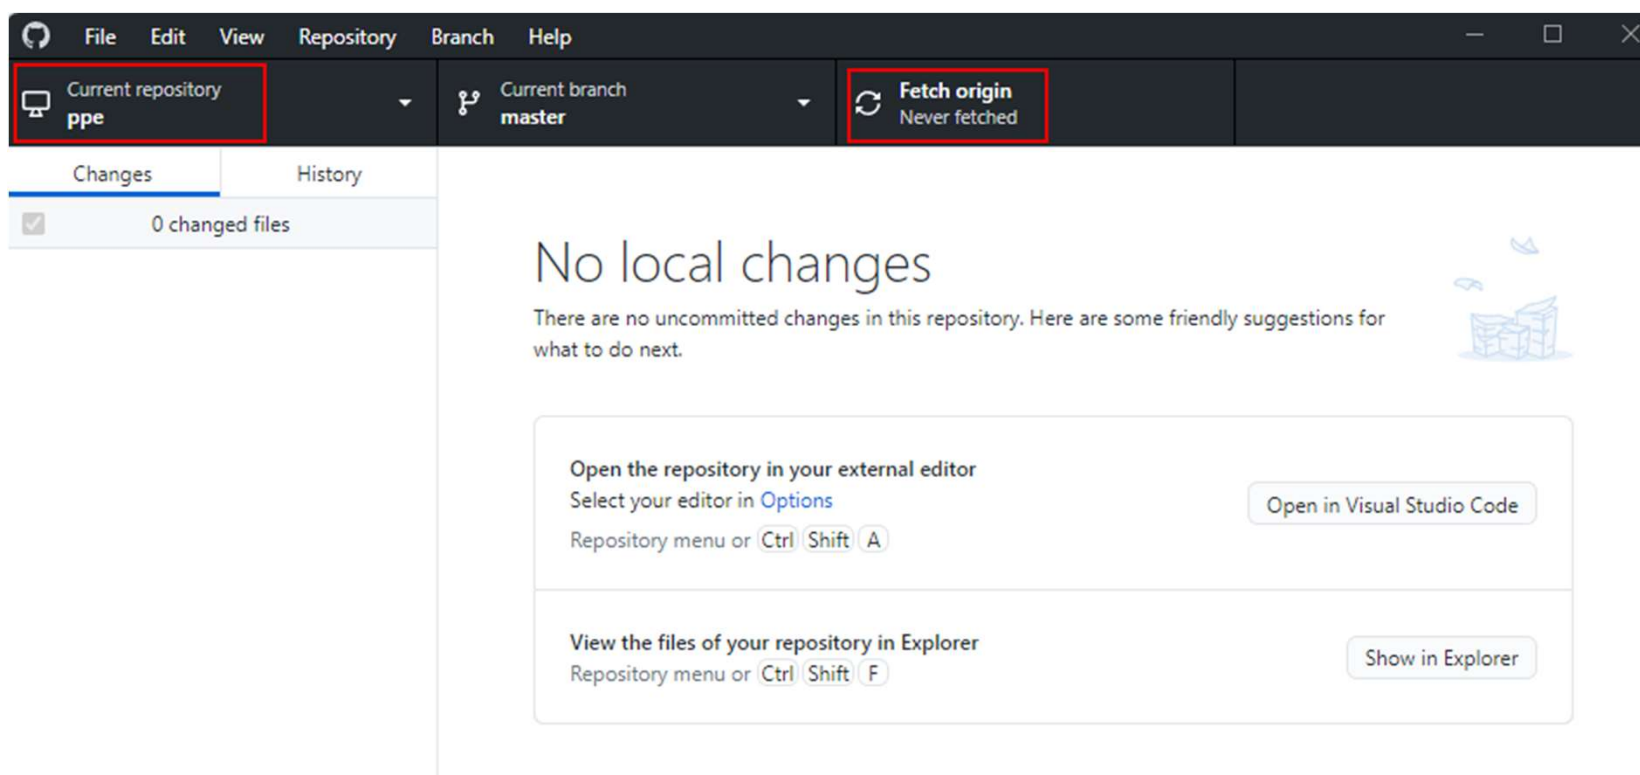 File Edit View Repository Branch Help
Current repository
ppe
Current branch
master
Fetch origin
Never fetched
Changes
History
0 changed files
No local changes
There are no uncommitted changes in this repository. Here are some friendly suggestions for
what to do next.
Open the repository in your external editor
Select your editor in Options
Repository menu or Ctrl Shift A
Open in Visual Studio Code
View the files of your repository in Explorer
Repository menu or Ctrl Shift F
Show in Explorer